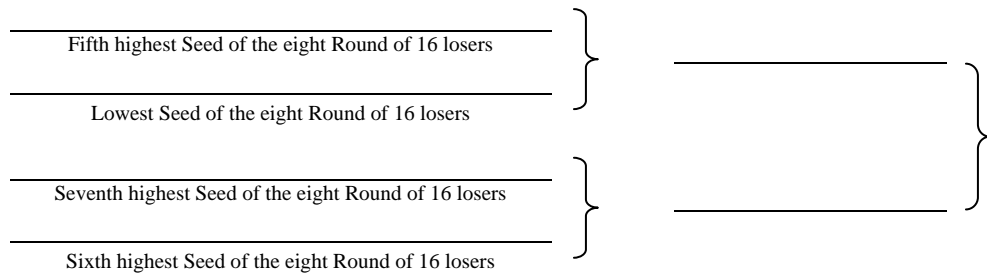 Fifth highest Seed of the eight Round of 16 losers
Lowest Seed of the eight Round of 16 losers
Seventh highest Seed of the eight Round of 16 losers
Sixth highest Seed of the eight Round of 16 losers